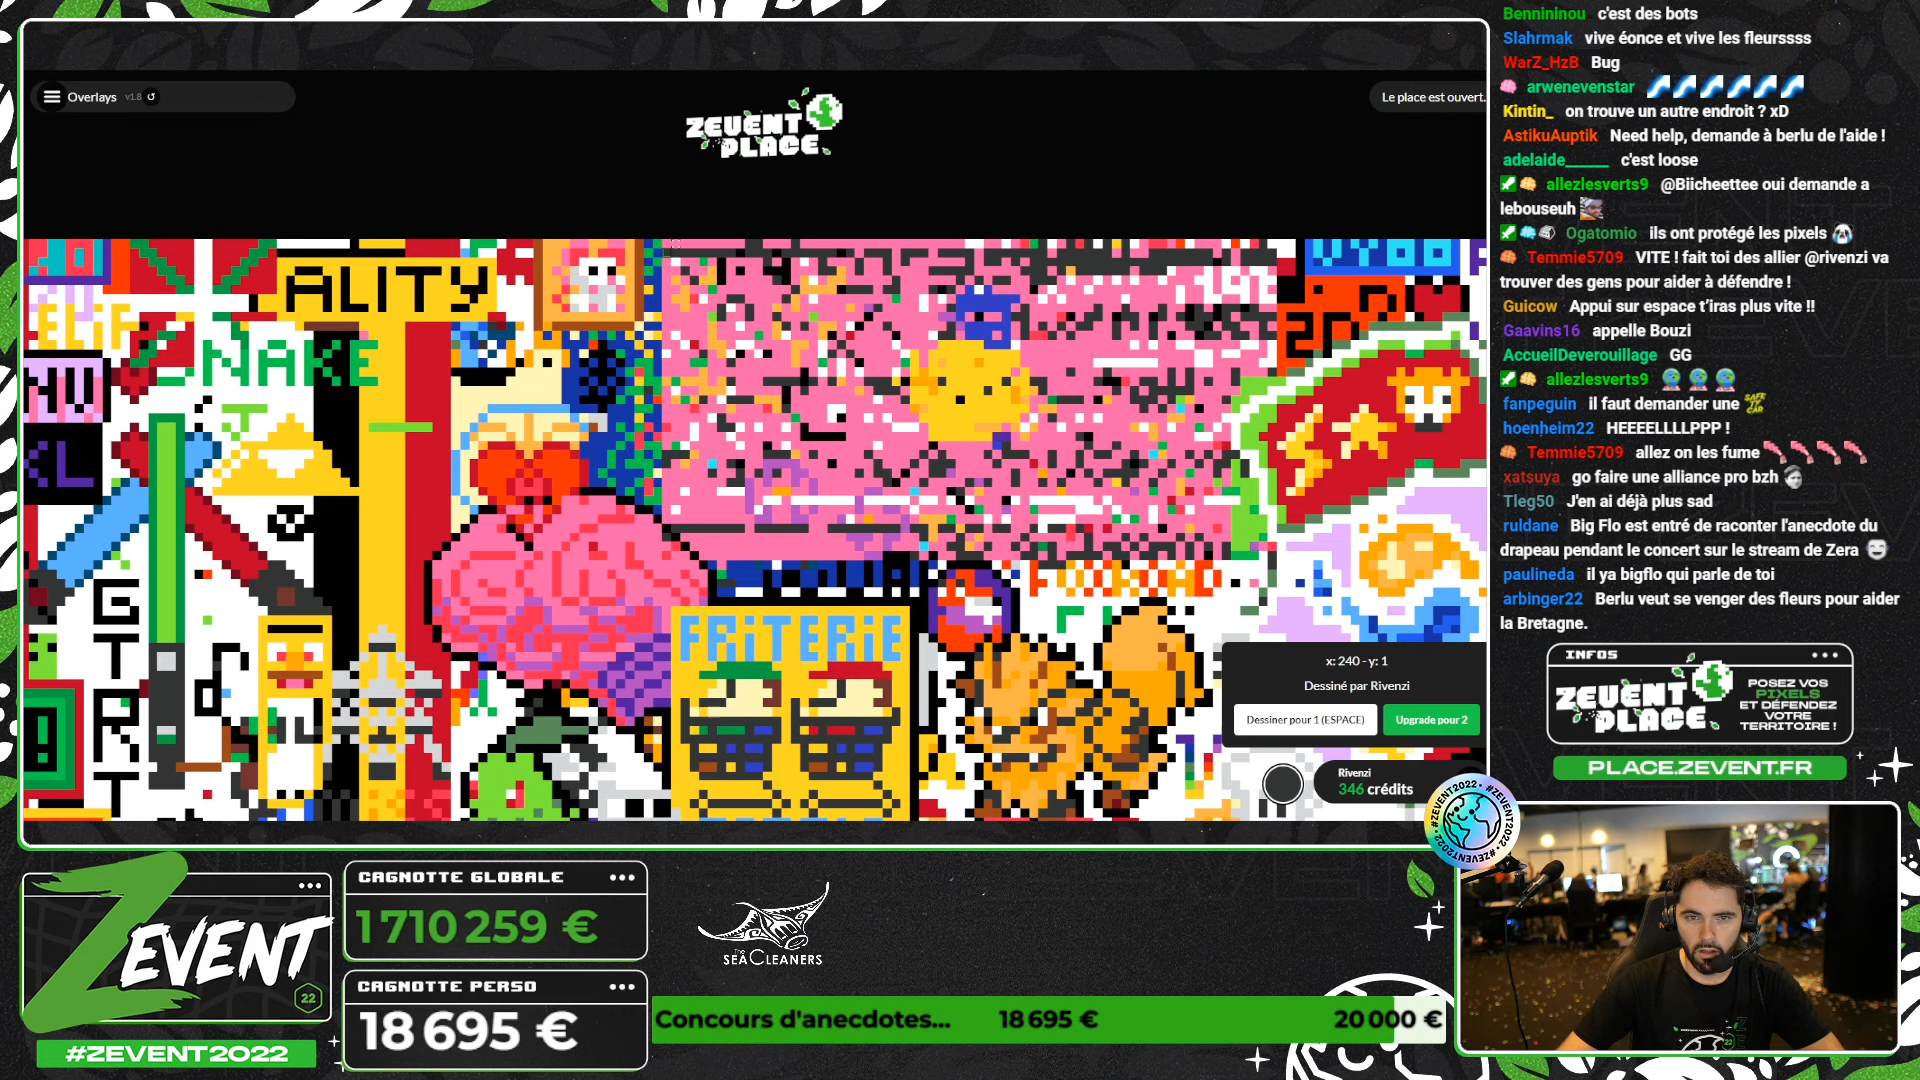 Overlays v1.8
ZEVENT PLACE
Le place est ouvert.
ALITY
NAKE
GTRT
FRITERIE
x: 240 - y: 1
Dessiné par Rivenzi
Dessiner pour 1 (ESPACE)
Upgrade pour 2
Rivenzi
346 crédits
Bennininou c'est des bots
Slahrmak vive éonce et vive les fleurssss
WarZ_HzB Bug
arwenevenstar
Kintin_ on trouve un autre endroit ? xD
AstikuAuptik Need help, demande à berlu de l'aide !
adelaide______ c'est loose
allezlesverts9 @Biicheettee oui demande a
lebouseuh
Ogatomio ils ont protégé les pixels
Temmie5709 VITE ! fait toi des allier @rivenzi va
trouver des gens pour aider à défendre !
Guicow Appui sur espace t'iras plus vite !!
Gaavins16 appelle Bouzi
AccueilDeverouillage GG
allezlesverts9
fanpeguin il faut demander une SAFETY CAR
hoenheim22 HEEEELLLLPPP !
Temmie5709 allez on les fume
xatsuya go faire une alliance pro bzh
Tleg50 J'en ai déjà plus sad
ruldane Big Flo est entré de raconter l'anecdote du
drapeau pendant le concert sur le stream de Zera
paulineda il ya bigflo qui parle de toi
arbinger22 Berlu veut se venger des fleurs pour aider
la Bretagne.
INFOS
ZEVENT PLACE
POSEZ VOS
PIXELS
ET DÉFENDEZ
VOTRE
TERRITOIRE !
PLACE.ZEVENT.FR
#ZEVENT2022 • #ZEVENT2022 •
ZEVENT
22
#ZEVENT2022
CAGNOTTE GLOBALE
1 710 259 €
CAGNOTTE PERSO
18 695 €
The SEACLEANERS
Concours d'anecdotes... 18 695 € 20 000 €